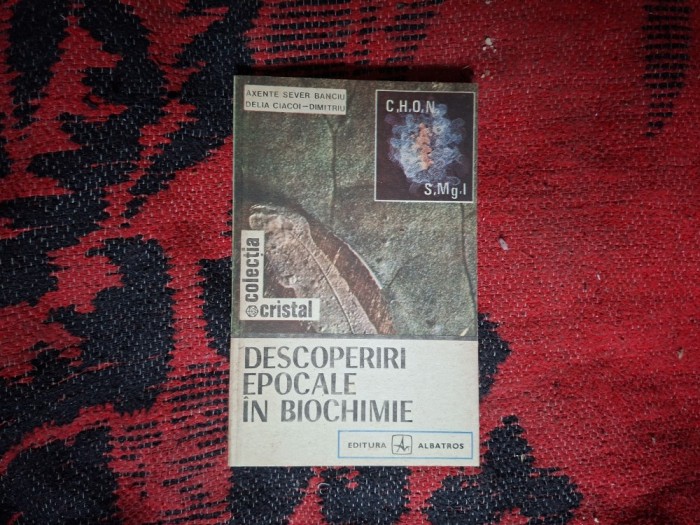 AXENTE SEVER BANCIU
DELIA CIACOI-DIMITRIU
C,H,O,N,
S,Mg,I
colecția
cristal
DESCOPERIRI
EPOCALE
ÎN BIOCHIMIE
EDITURA ALBATROS